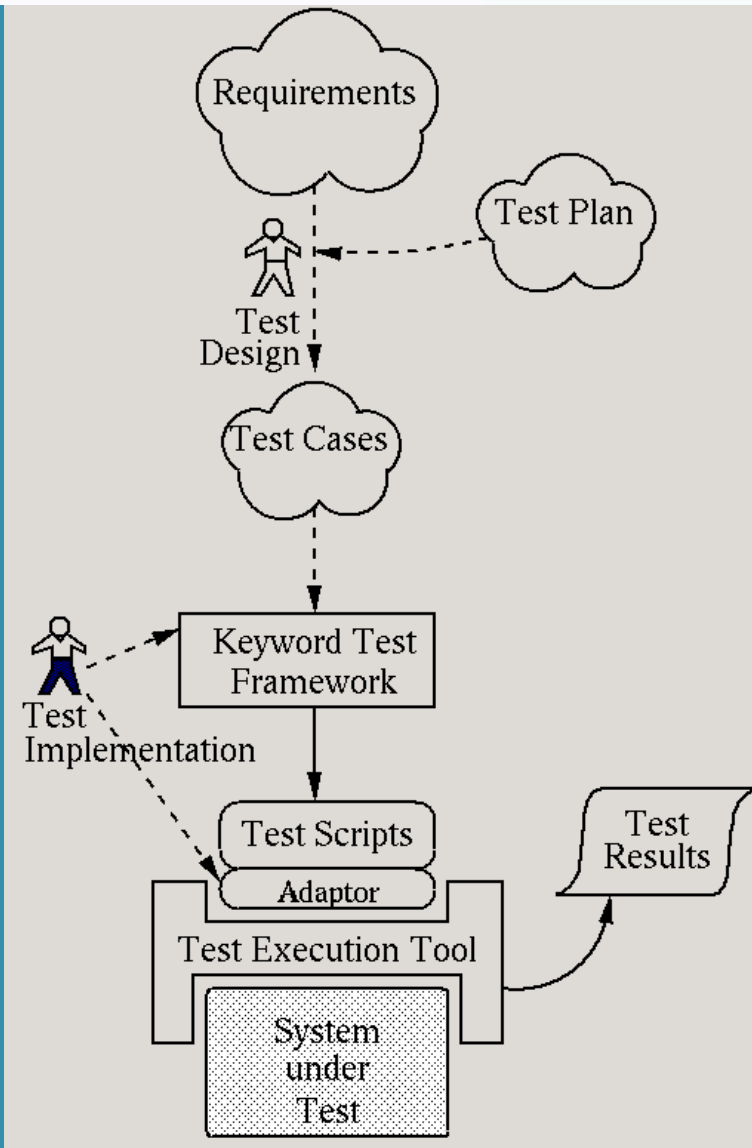 Requirements
Test Plan
Test
Design
Test Cases
Keyword Test
Framework
Test
Implementation
Test Scripts
Adaptor
Test
Results
Test Execution Tool
System
under
Test